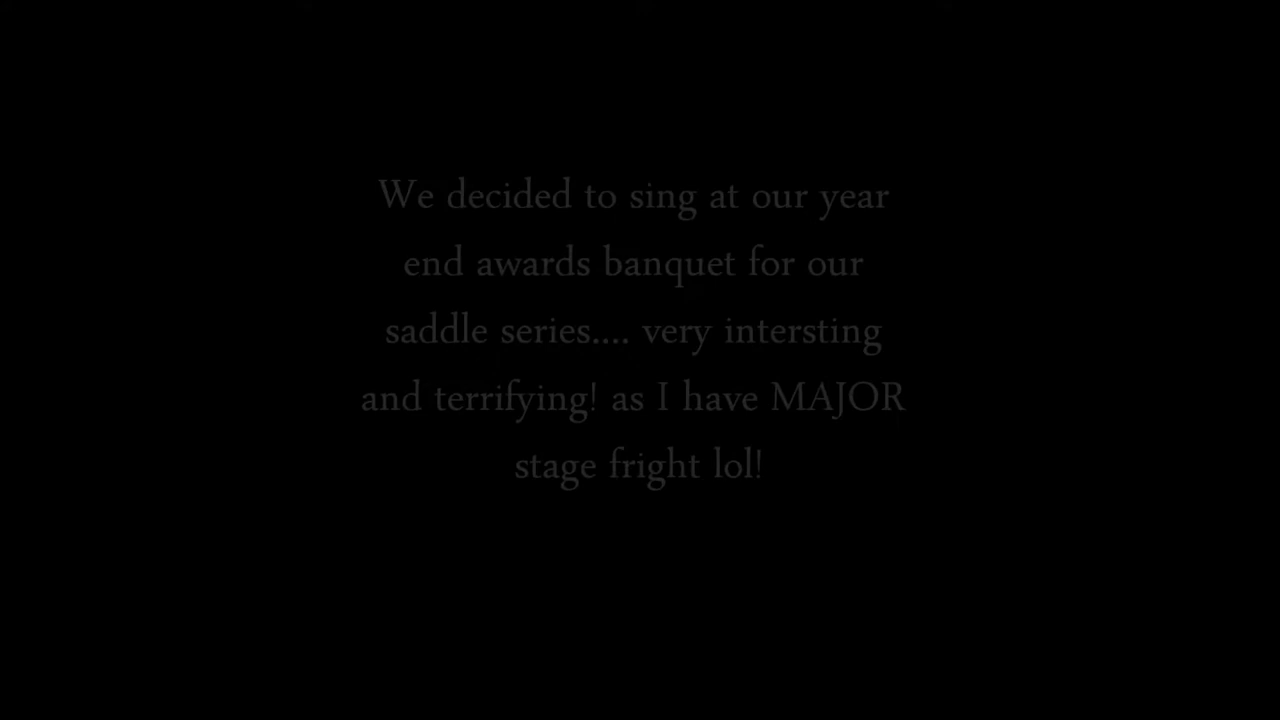 We decided to sing at our year
end awards banquet for our
saddle series.... very intersting
and terrifying! as I have MAJOR
stage fright lol!